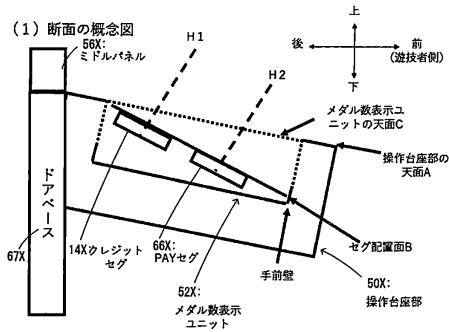 (1)断面の概念図
56X:
ミドルパネル
H1
H2
上
後
前
(遊技者側)
下
メダル数表示ユ
ニットの天面C
操作台座部の
天面A
ドアベース
67X
14Xクレジット
セグ
66X:
PAYセグ
52X:
メダル数表示
ユニット
手前壁
セグ配置面B
50X:
操作台座部